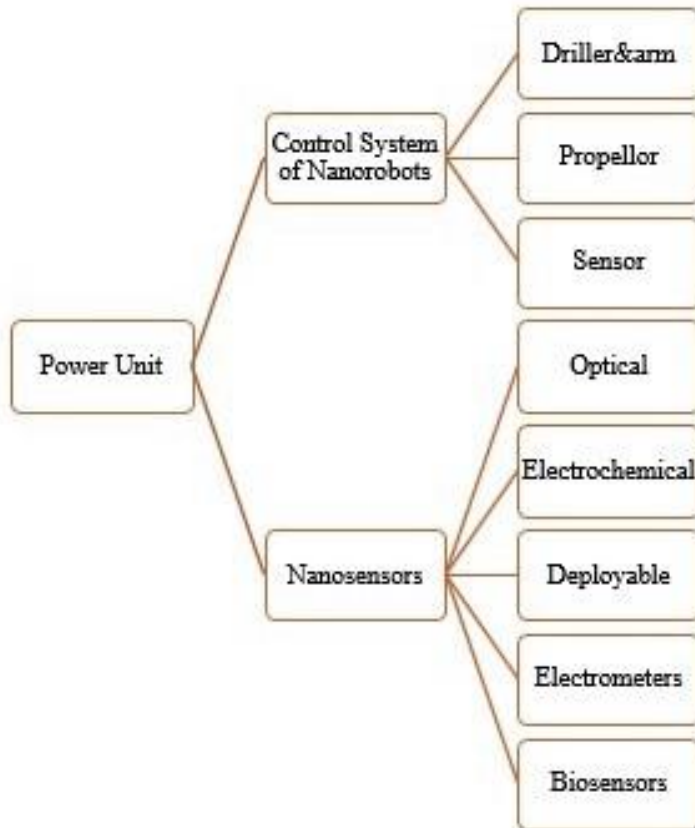 Driller&arm
Control System
of Nanorobots
Propellor
Sensor
Power Unit
Optical
Electrochemical
Nanosensors
Deployable
Electrometers
Biosensors